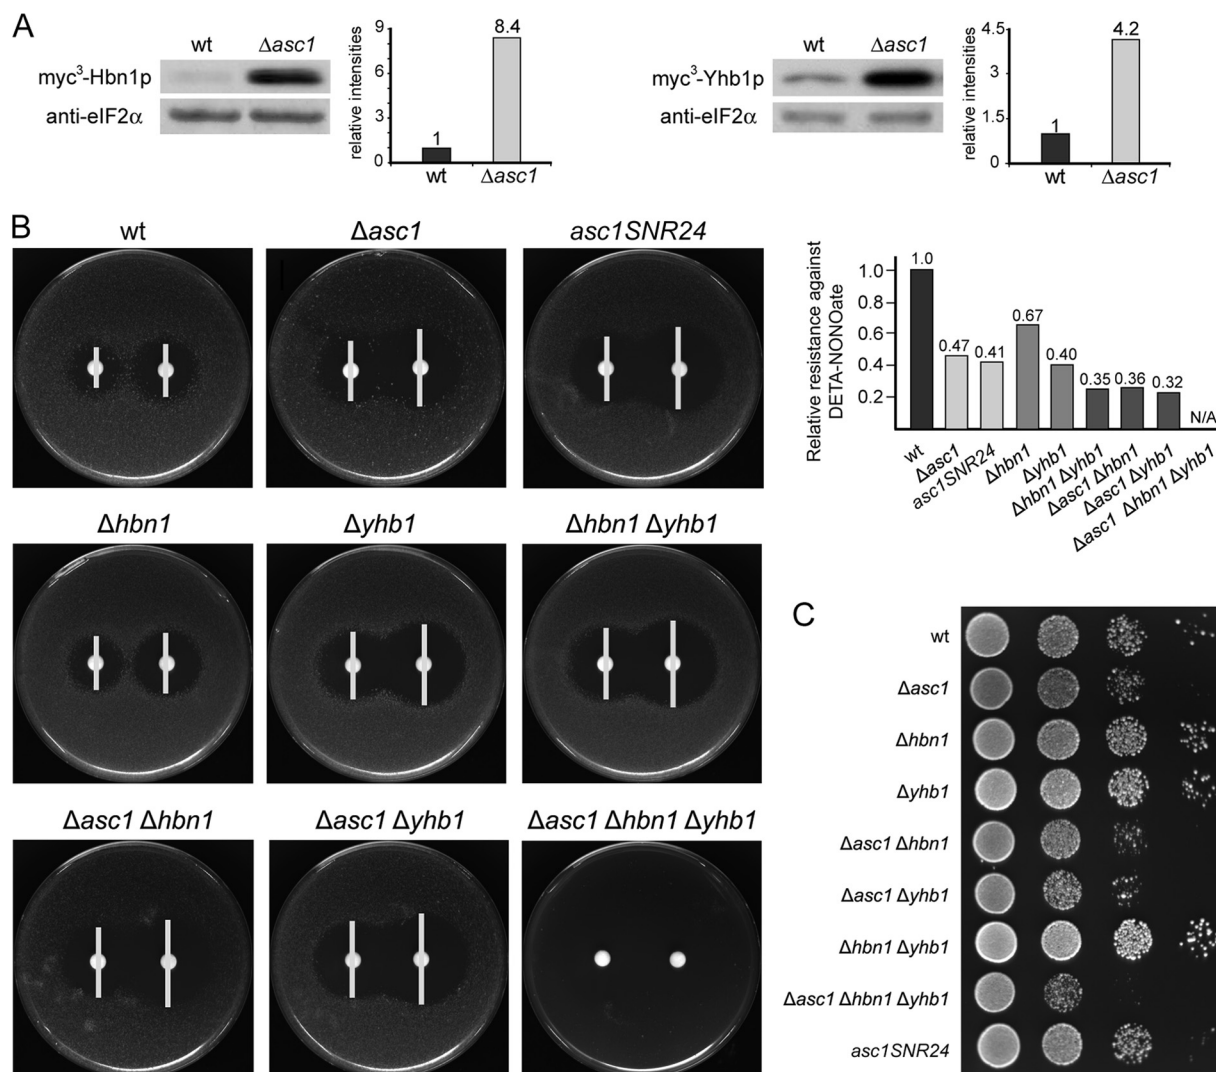 A
wt Δasc1
myc³-Hbn1p
anti-eIF2α
relative intensities
9
6
3
0
1
8.4
wt Δasc1
wt Δasc1
myc³-Yhb1p
anti-eIF2α
relative intensities
4.5
3
1.5
0
1
4.2
wt Δasc1
B
wt Δasc1 asc1SNR24
Δhbn1 Δyhb1 Δhbn1 Δyhb1
Δasc1 Δhbn1 Δasc1 Δyhb1 Δasc1 Δhbn1 Δyhb1
Relative resistance against
DETA-NONOate
1.0
0.8
0.6
0.4
0.2
1.0
0.47
0.41
0.67
0.40
0.35
0.36
0.32
N/A
wt
Δasc1
asc1SNR24
Δhbn1
Δyhb1
Δhbn1 Δyhb1
Δasc1 Δhbn1
Δasc1 Δyhb1
Δasc1 Δhbn1 Δyhb1
C
wt
Δasc1
Δhbn1
Δyhb1
Δasc1 Δhbn1
Δasc1 Δyhb1
Δhbn1 Δyhb1
Δasc1 Δhbn1 Δyhb1
asc1SNR24